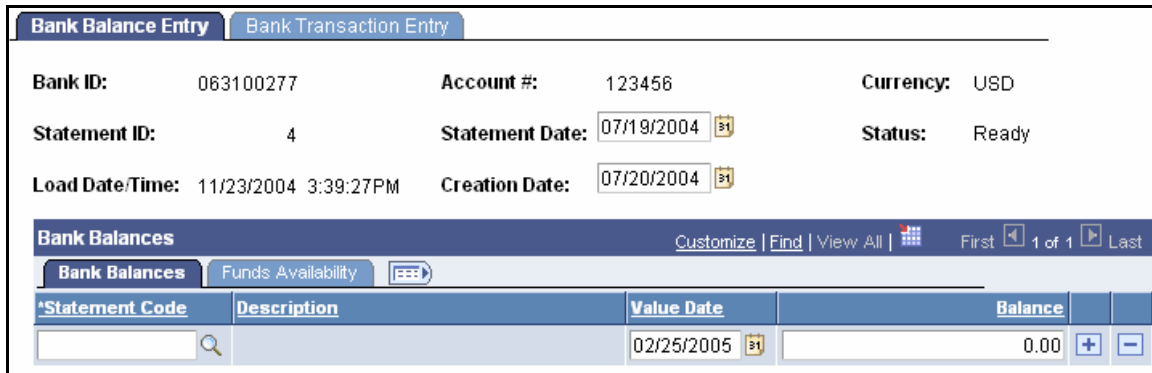 Bank Balance Entry Bank Transaction Entry
Bank ID: 063100277 Account #: 123456 Currency: USD
Statement ID: 4 Statement Date: 07/19/2004 31 Status: Ready
Load Date/Time: 11/23/2004 3:39:27PM Creation Date: 07/20/2004 31
Bank Balances Customize | Find | View All | First 1 of 1 Last
Bank Balances Funds Availability
*Statement Code Description Value Date Balance
02/25/2005 31 0.00 + −